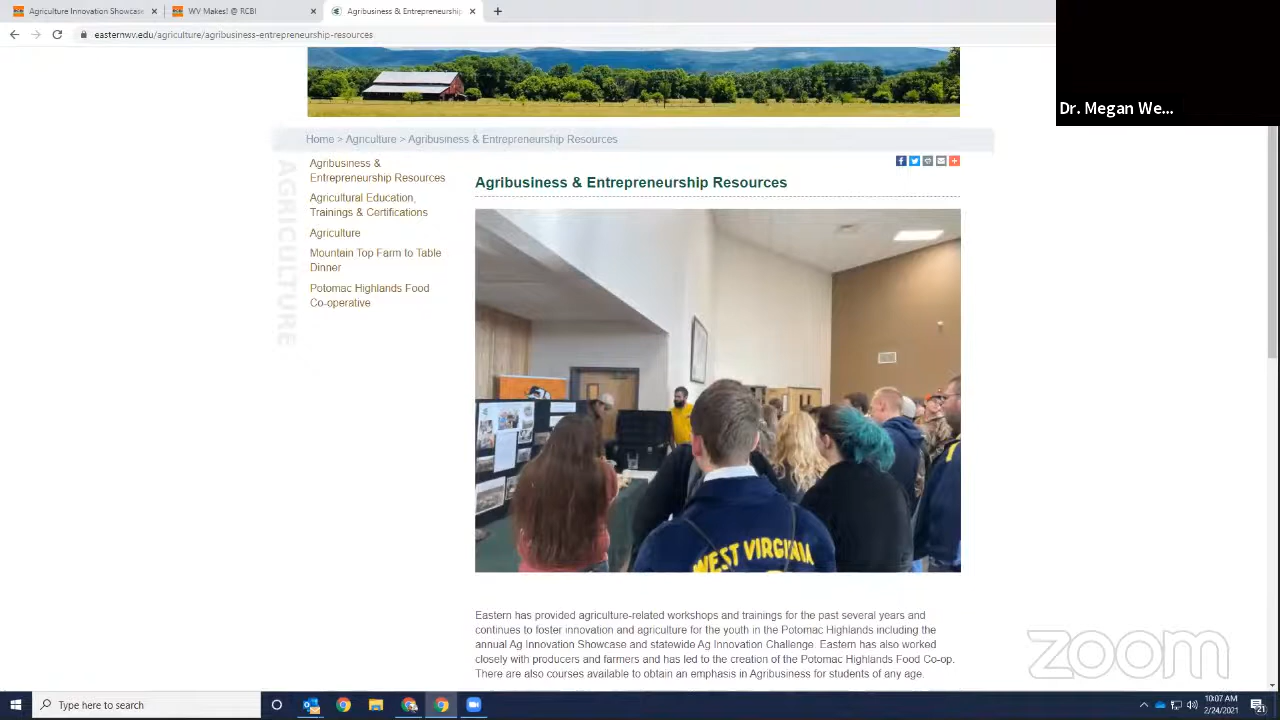 Agriculture Innovation Showcase
WV Makes! @ RCBI
Agribusiness & Entrepreneurship
easternwv.edu/agriculture/agribusiness-entrepreneurship-resources
Dr. Megan We...
Home > Agriculture > Agribusiness & Entrepreneurship Resources
AGRICULTURE
Agribusiness &
Entrepreneurship Resources
Agricultural Education,
Trainings & Certifications
Agriculture
Mountain Top Farm to Table
Dinner
Potomac Highlands Food
Co-operative
Agribusiness & Entrepreneurship Resources
WEST VIRGINIA
Eastern has provided agriculture-related workshops and trainings for the past several years and
continues to foster innovation and agriculture for the youth in the Potomac Highlands including the
annual Ag Innovation Showcase and statewide Ag Innovation Challenge. Eastern has also worked
closely with producers and farmers and has led to the creation of the Potomac Highlands Food Co-op.
There are also courses available to obtain an emphasis in Agribusiness for students of any age.
zoom
Type here to search
10:07 AM
2/24/2021
21